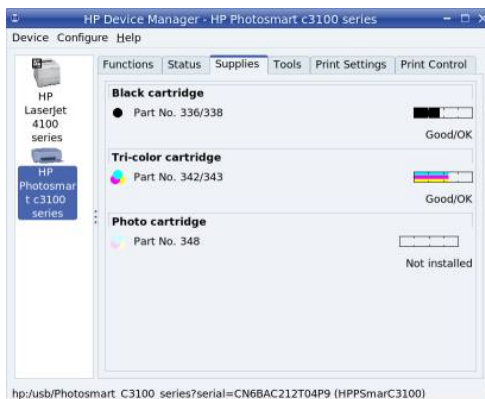 HP Device Manager - HP Photosmart c3100 series
Device Configure Help
HP
LaserJet
4100
series
HP
Photosmar
t c3100
series
Functions Status Supplies Tools Print Settings Print Control
Black cartridge
Part No. 336/338
Good/OK
Tri-color cartridge
Part No. 342/343
Good/OK
Photo cartridge
Part No. 348
Not installed
hp:/usb/Photosmart_C3100_series?serial=CN6BAC212T04P9 (HPPSmarC3100)